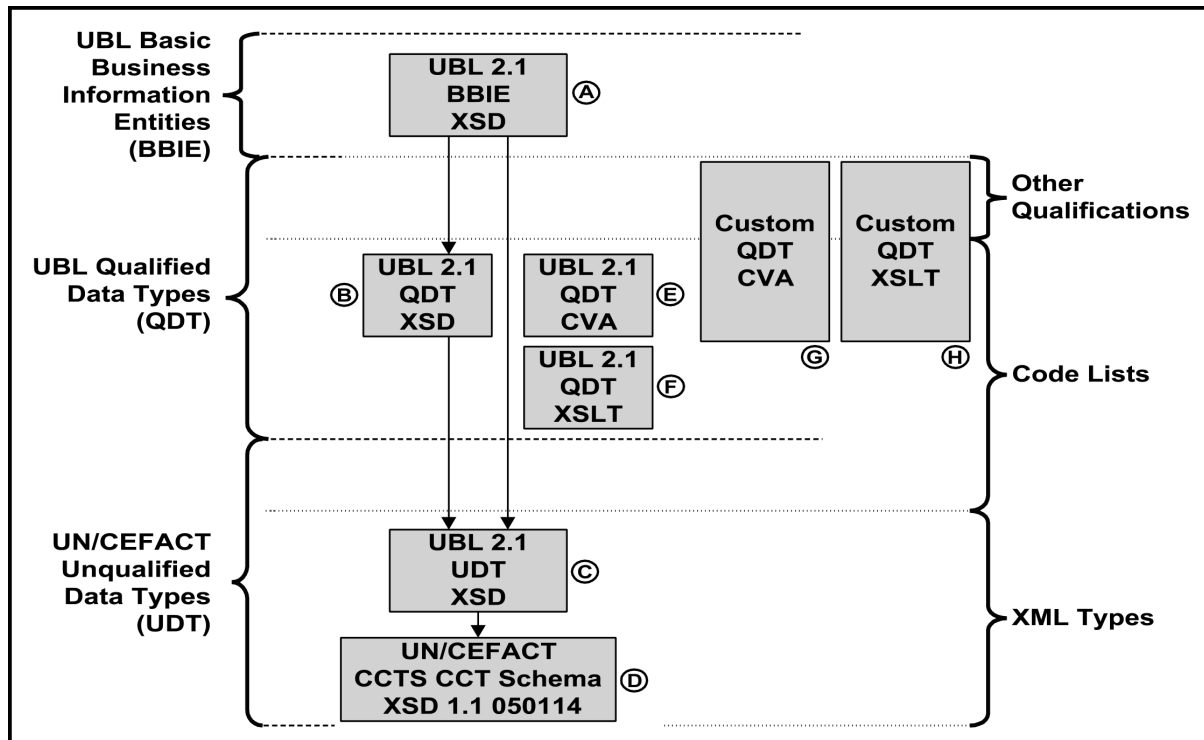 UBL Basic
Business
Information
Entities
(BBIE)
UBL 2.1
BBIE
XSD
A
UBL Qualified
Data Types
(QDT)
B
UBL 2.1
QDT
XSD
UBL 2.1
QDT
CVA
E
UBL 2.1
QDT
XSLT
F
Custom
QDT
CVA
G
Custom
QDT
XSLT
H
Other
Qualifications
Code Lists
UN/CEFACT
Unqualified
Data Types
(UDT)
UBL 2.1
UDT
XSD
C
UN/CEFACT
CCTS CCT Schema
XSD 1.1 050114
D
XML Types